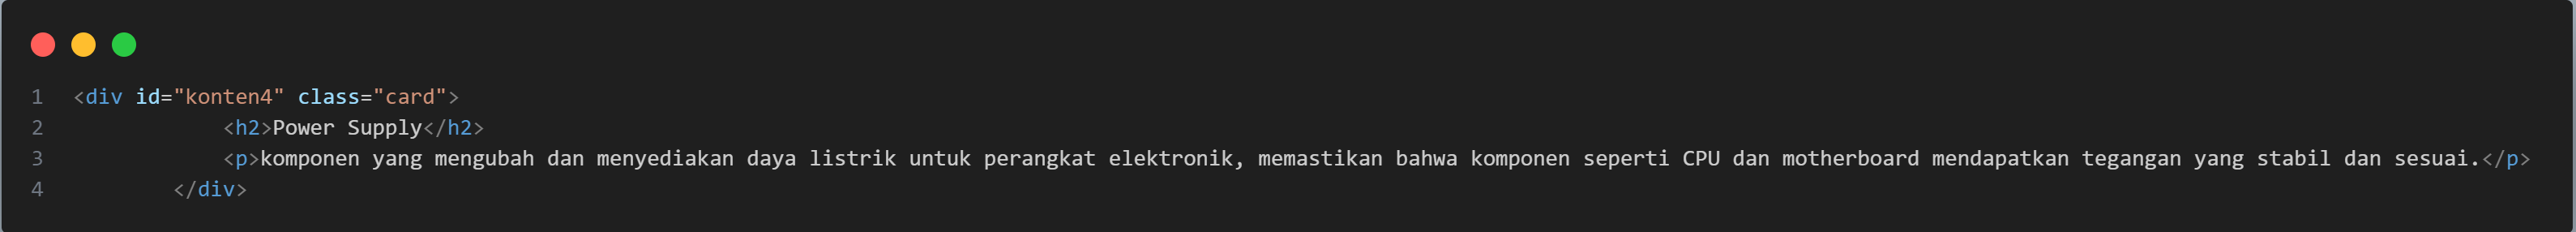 1 <div id="konten4" class="card">
2 <h2>Power Supply</h2>
3 <p>komponen yang mengubah dan menyediakan daya listrik untuk perangkat elektronik, memastikan bahwa komponen seperti CPU dan motherboard mendapatkan tegangan yang stabil dan sesuai.</p>
4 </div>